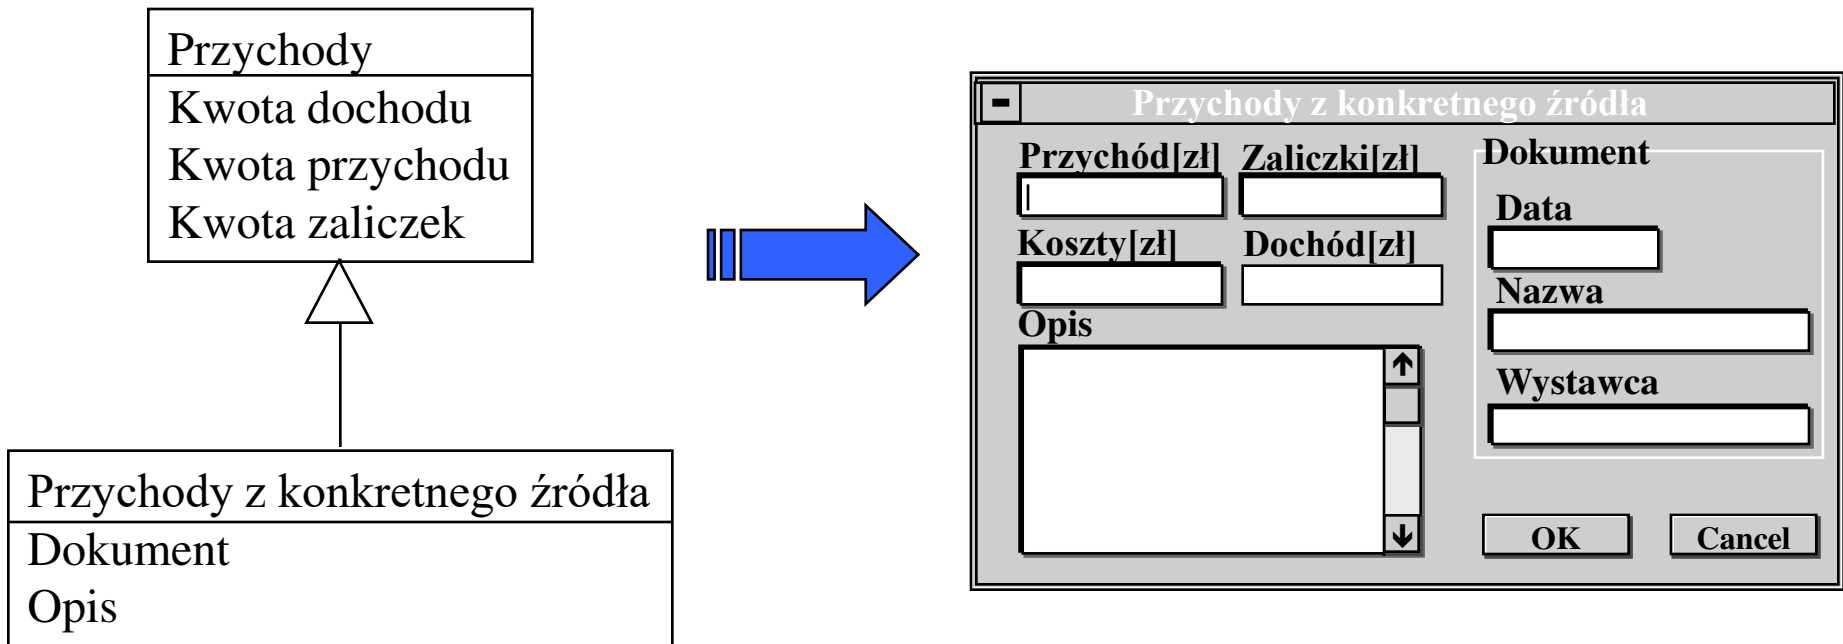 Przychody
Kwota dochodu
Kwota przychodu
Kwota zaliczek
Przychody z konkretnego źródła
Dokument
Opis
Przychody z konkretnego źródła
Przychód[zł] Zaliczki[zł]
Koszty[zł] Dochód[zł]
Opis
Dokument
Data
Nazwa
Wystawca
OK Cancel